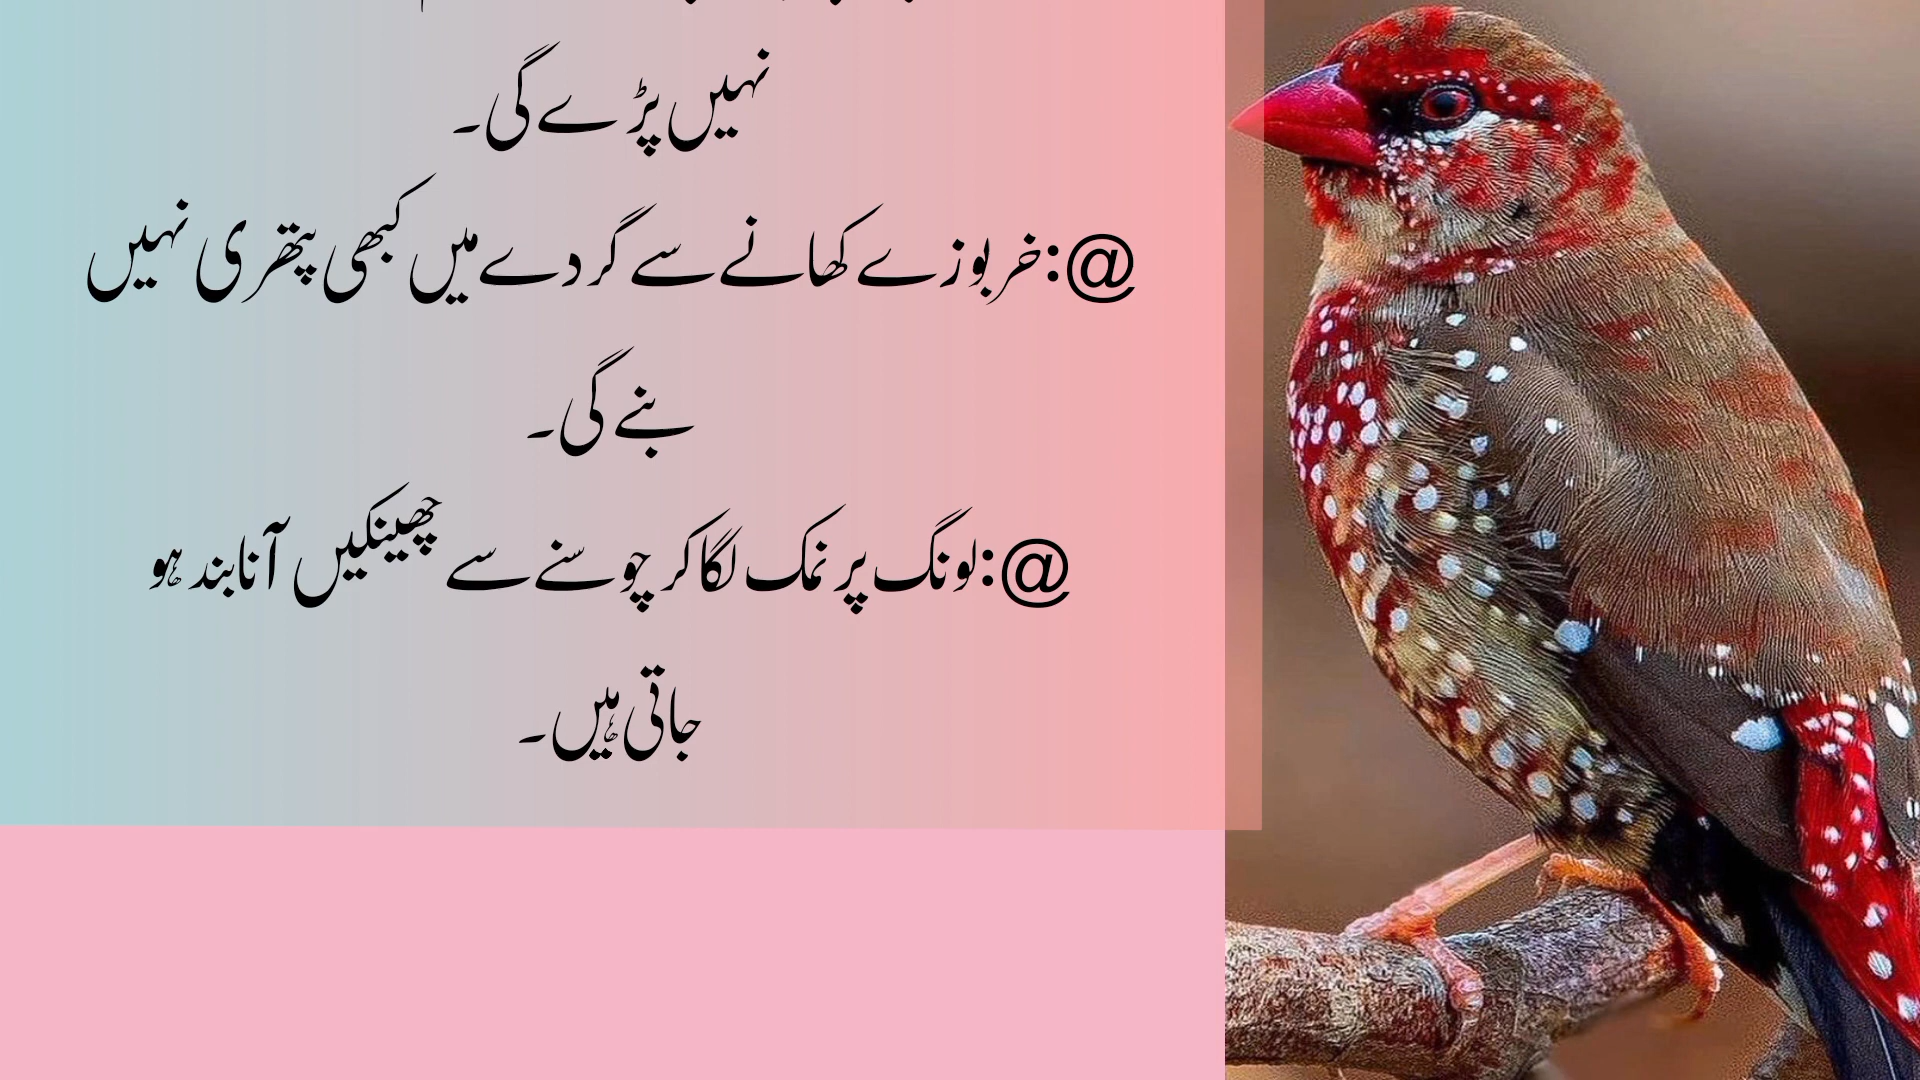 نہیں پڑے گی۔
@:خربوزے کھانے سے گردے میں کبھی پتھری نہیں
بنے گی۔
@:لونگ پر نمک لگا کر چوسنے سے چھینکیں آنا بند ہو
جاتی ہیں۔